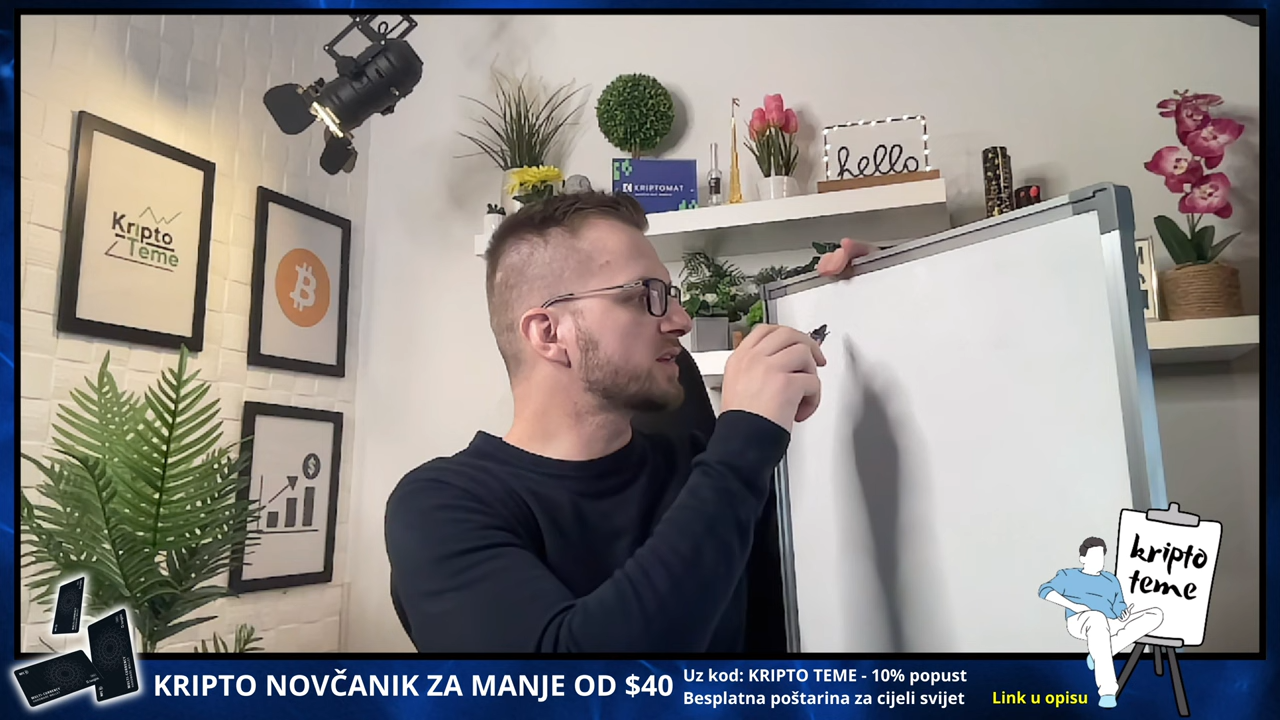 Kripto
Teme
KRIPTOMAT
hello
kripto
teme
KRIPTO NOVČANIK ZA MANJE OD $40
Uz kod: KRIPTO TEME - 10% popust
Besplatna poštarina za cijeli svijet
Link u opisu